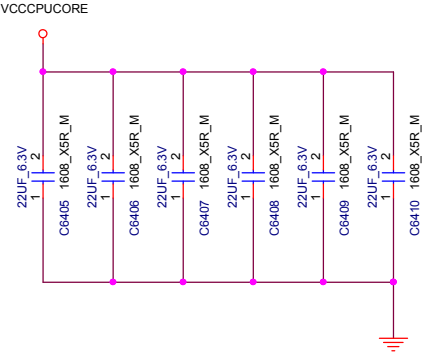 VCCCPUCORE
22UF_6.3V
1 2
1608_X5R_M
C6405
22UF_6.3V
1 2
1608_X5R_M
C6406
22UF_6.3V
1 2
1608_X5R_M
C6407
22UF_6.3V
1 2
1608_X5R_M
C6408
22UF_6.3V
1 2
1608_X5R_M
C6409
22UF_6.3V
1 2
1608_X5R_M
C6410